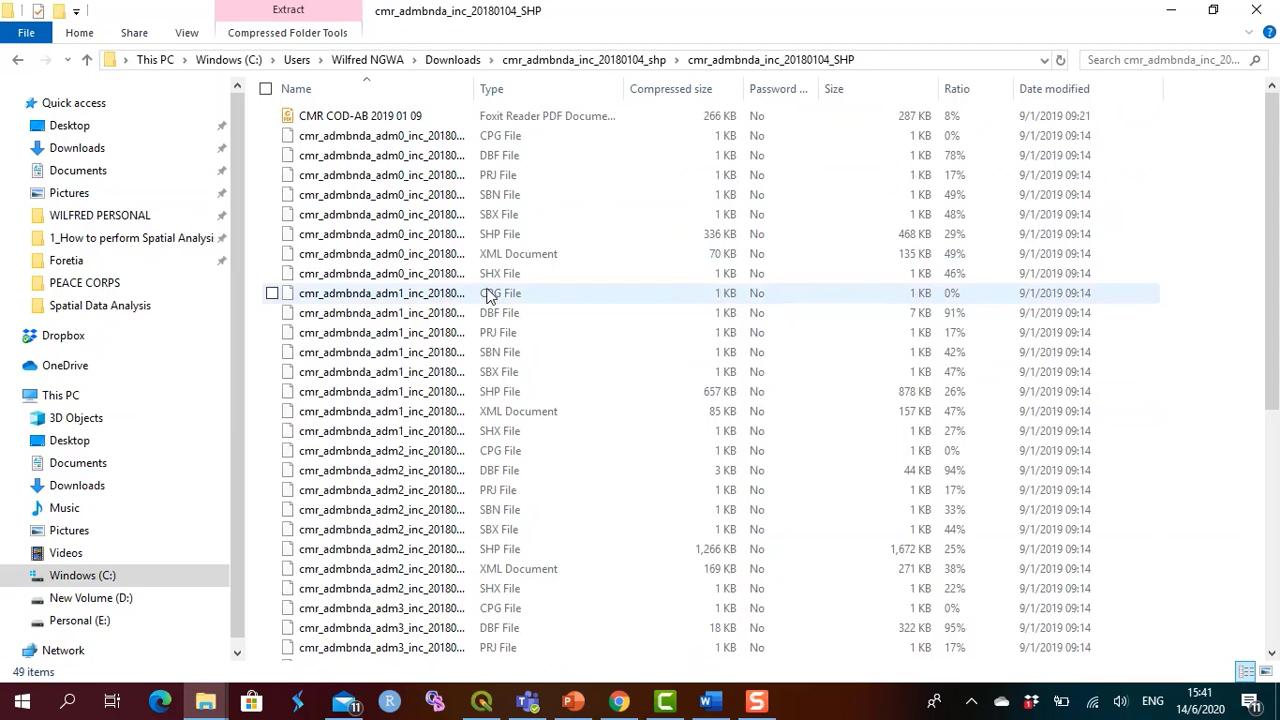 Extract
cmr_admbnda_inc_20180104_SHP
File Home Share View Compressed Folder Tools
This PC Windows (C:) Users Wilfred NGWA Downloads cmr_admbnda_inc_20180104_shp cmr_admbnda_inc_20180104_SHP Search cmr_admbnda_inc_20...
Name Type Compressed size Password ... Size Ratio Date modified
Quick access
Desktop
Downloads
Documents
Pictures
WILFRED PERSONAL
1_How to perform Spatial Analysi
Foretia
PEACE CORPS
Spatial Data Analysis
Dropbox
OneDrive
This PC
3D Objects
Desktop
Documents
Downloads
Music
Pictures
Videos
Windows (C:)
New Volume (D:)
Personal (E:)
Network
CMR COD-AB 2019 01 09 Foxit Reader PDF Docume... 266 KB No 287 KB 8% 9/1/2019 09:21
cmr_admbnda_adm0_inc_20180... CPG File 1 KB No 1 KB 0% 9/1/2019 09:14
cmr_admbnda_adm0_inc_20180... DBF File 1 KB No 1 KB 78% 9/1/2019 09:14
cmr_admbnda_adm0_inc_20180... PRJ File 1 KB No 1 KB 17% 9/1/2019 09:14
cmr_admbnda_adm0_inc_20180... SBN File 1 KB No 1 KB 49% 9/1/2019 09:14
cmr_admbnda_adm0_inc_20180... SBX File 1 KB No 1 KB 48% 9/1/2019 09:14
cmr_admbnda_adm0_inc_20180... SHP File 336 KB No 468 KB 29% 9/1/2019 09:14
cmr_admbnda_adm0_inc_20180... XML Document 70 KB No 135 KB 49% 9/1/2019 09:14
cmr_admbnda_adm0_inc_20180... SHX File 1 KB No 1 KB 46% 9/1/2019 09:14
cmr_admbnda_adm1_inc_20180... CPG File 1 KB No 1 KB 0% 9/1/2019 09:14
cmr_admbnda_adm1_inc_20180... DBF File 1 KB No 7 KB 91% 9/1/2019 09:14
cmr_admbnda_adm1_inc_20180... PRJ File 1 KB No 1 KB 17% 9/1/2019 09:14
cmr_admbnda_adm1_inc_20180... SBN File 1 KB No 1 KB 42% 9/1/2019 09:14
cmr_admbnda_adm1_inc_20180... SBX File 1 KB No 1 KB 47% 9/1/2019 09:14
cmr_admbnda_adm1_inc_20180... SHP File 657 KB No 878 KB 26% 9/1/2019 09:14
cmr_admbnda_adm1_inc_20180... XML Document 85 KB No 157 KB 47% 9/1/2019 09:14
cmr_admbnda_adm1_inc_20180... SHX File 1 KB No 1 KB 27% 9/1/2019 09:14
cmr_admbnda_adm2_inc_20180... CPG File 1 KB No 1 KB 0% 9/1/2019 09:14
cmr_admbnda_adm2_inc_20180... DBF File 3 KB No 44 KB 94% 9/1/2019 09:14
cmr_admbnda_adm2_inc_20180... PRJ File 1 KB No 1 KB 17% 9/1/2019 09:14
cmr_admbnda_adm2_inc_20180... SBN File 1 KB No 1 KB 33% 9/1/2019 09:14
cmr_admbnda_adm2_inc_20180... SBX File 1 KB No 1 KB 44% 9/1/2019 09:14
cmr_admbnda_adm2_inc_20180... SHP File 1,266 KB No 1,672 KB 25% 9/1/2019 09:14
cmr_admbnda_adm2_inc_20180... XML Document 169 KB No 271 KB 38% 9/1/2019 09:14
cmr_admbnda_adm2_inc_20180... SHX File 1 KB No 1 KB 22% 9/1/2019 09:14
cmr_admbnda_adm3_inc_20180... CPG File 1 KB No 1 KB 0% 9/1/2019 09:14
cmr_admbnda_adm3_inc_20180... DBF File 18 KB No 322 KB 95% 9/1/2019 09:14
cmr_admbnda_adm3_inc_20180... PRJ File 1 KB No 1 KB 17% 9/1/2019 09:14
49 items
ENG 15:41
14/6/2020